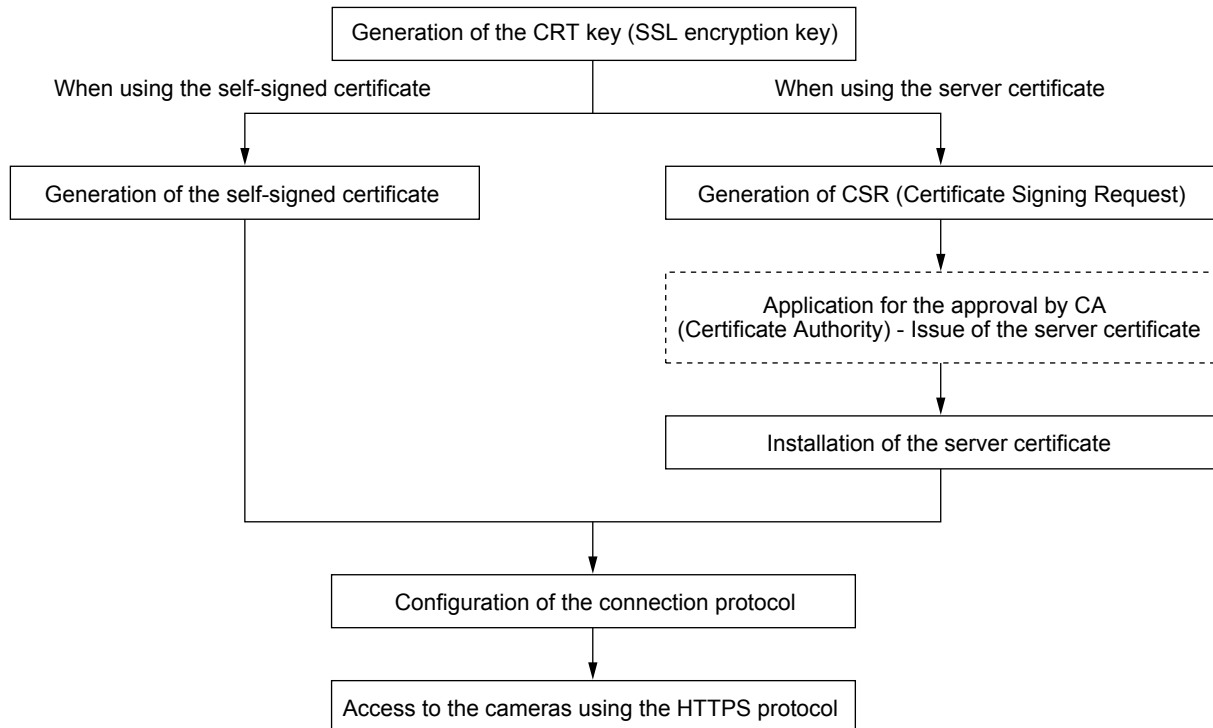 Generation of the CRT key (SSL encryption key)
When using the self-signed certificate
When using the server certificate
Generation of the self-signed certificate
Generation of CSR (Certificate Signing Request)
Application for the approval by CA
(Certificate Authority) - Issue of the server certificate
Installation of the server certificate
Configuration of the connection protocol
Access to the cameras using the HTTPS protocol